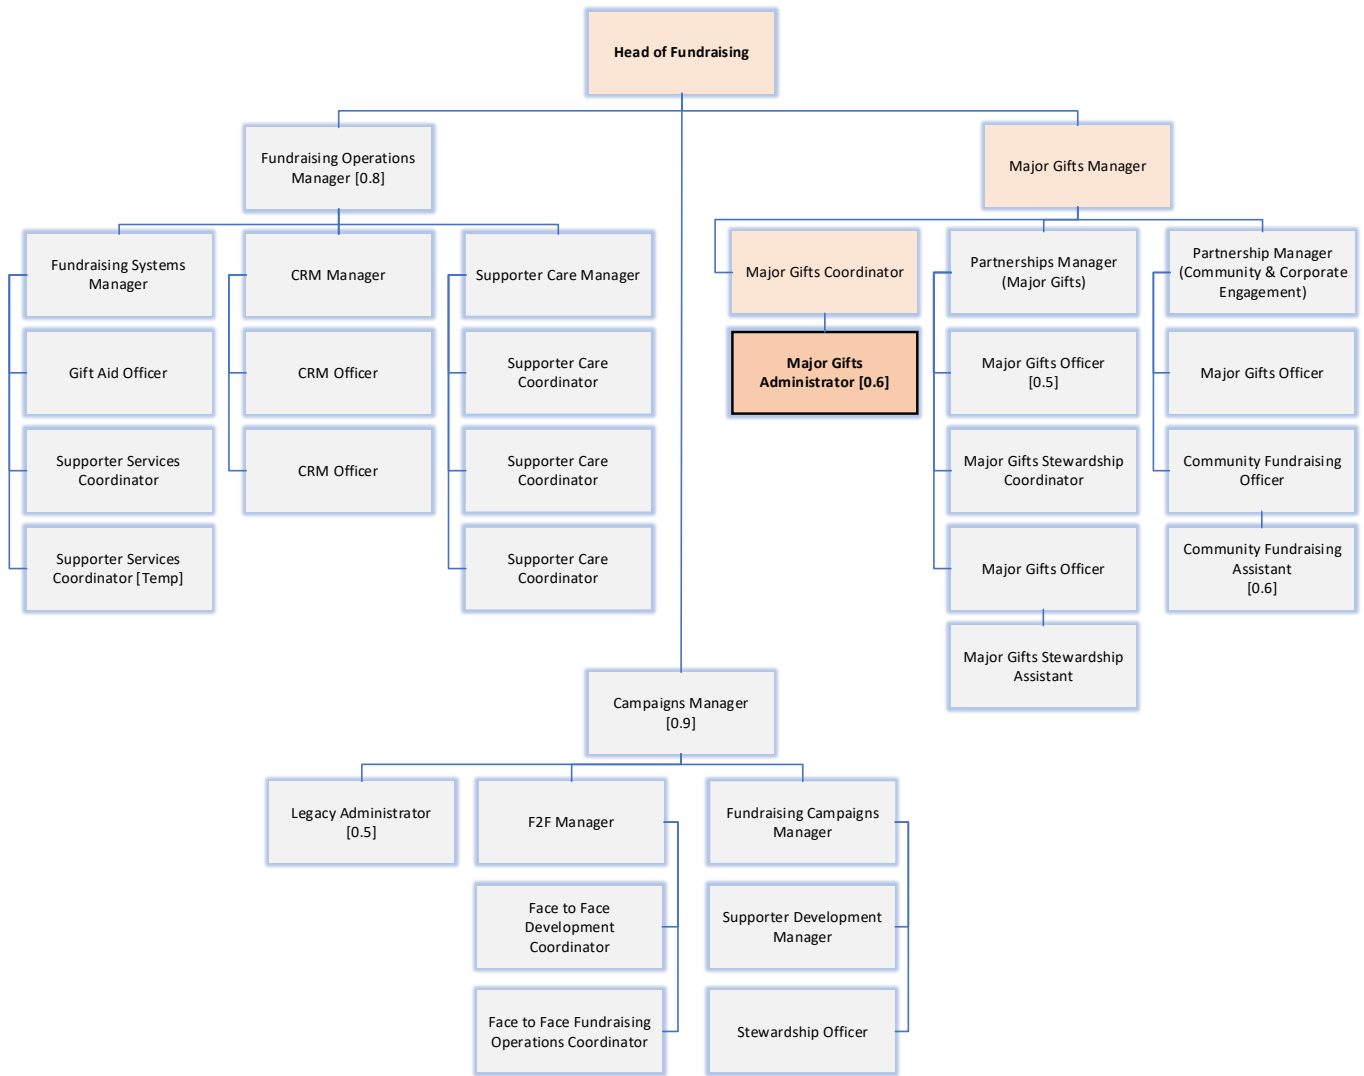 Head of Fundraising
Fundraising Operations
Manager [0.8]
Major Gifts Manager
Fundraising Systems
Manager
CRM Manager
Supporter Care Manager
Major Gifts Coordinator
Partnerships Manager
(Major Gifts)
Partnership Manager
(Community & Corporate
Engagement)
Gift Aid Officer
CRM Officer
Supporter Care
Coordinator
Major Gifts
Administrator [0.6]
Major Gifts Officer
[0.5]
Major Gifts Officer
Supporter Services
Coordinator
CRM Officer
Supporter Care
Coordinator
Major Gifts Stewardship
Coordinator
Community Fundraising
Officer
Supporter Services
Coordinator [Temp]
Supporter Care
Coordinator
Major Gifts Officer
Community Fundraising
Assistant
[0.6]
Major Gifts Stewardship
Assistant
Campaigns Manager
[0.9]
Legacy Administrator
[0.5]
F2F Manager
Fundraising Campaigns
Manager
Face to Face
Development
Coordinator
Supporter Development
Manager
Face to Face Fundraising
Operations Coordinator
Stewardship Officer